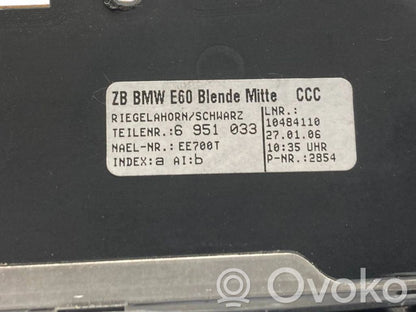 ZB BMW E60 Blende Mitte CCC
RIEGELAHORN/SCHWARZ
TEILENR.:6 951 033
NAEL-NR.:EE700T
INDEX:a AI:b
LNR.:
10484110
27.01.06
10:35 UHR
P-NR.:2854
Ovoko